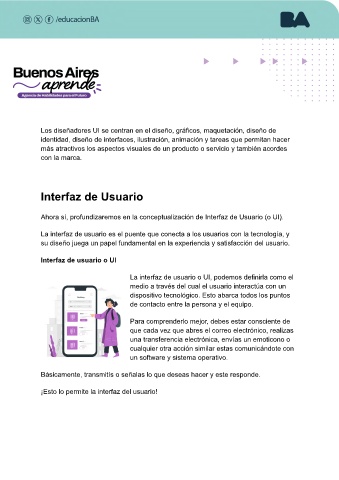 /educacionBA
BA
Buenos Aires
aprende
Agencia de Habilidades para el Futuro
Los diseñadores UI se centran en el diseño, gráficos, maquetación, diseño de
identidad, diseño de interfaces, ilustración, animación y tareas que permitan hacer
más atractivos los aspectos visuales de un producto o servicio y también acordes
con la marca.
Interfaz de Usuario
Ahora sí, profundizaremos en la conceptualización de Interfaz de Usuario (o UI).
La interfaz de usuario es el puente que conecta a los usuarios con la tecnología, y
su diseño juega un papel fundamental en la experiencia y satisfacción del usuario.
Interfaz de usuario o UI
La interfaz de usuario o UI, podemos definirla como el
medio a través del cual el usuario interactúa con un
dispositivo tecnológico. Esto abarca todos los puntos
de contacto entre la persona y el equipo.
Para comprenderlo mejor, debes estar consciente de
que cada vez que abres el correo electrónico, realizas
una transferencia electrónica, envías un emoticono o
cualquier otra acción similar estas comunicándote con
un software y sistema operativo.
Básicamente, transmitís o señalas lo que deseas hacer y este responde.
¡Esto lo permite la interfaz del usuario!